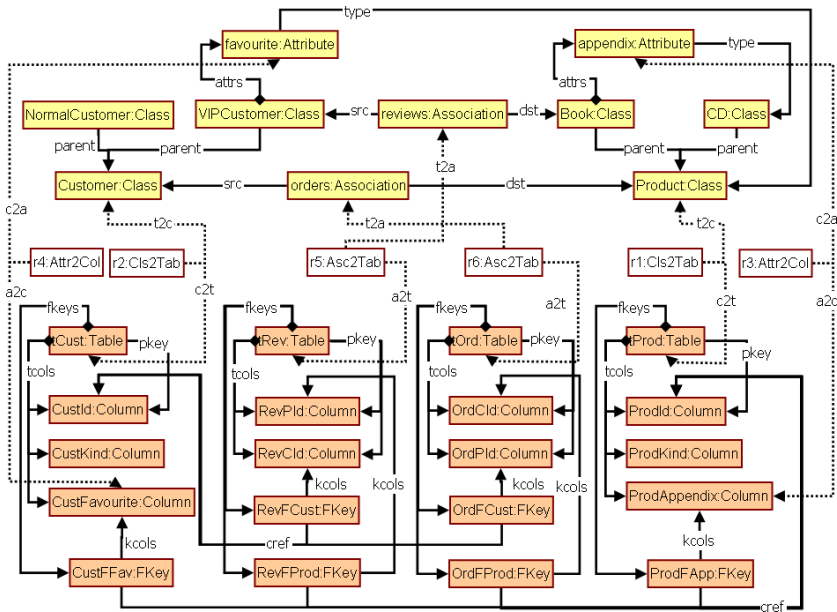 type
favourite:Attribute
appendix:Attribute
type
attrs
attrs
NormalCustomer:Class
VIPCustomer:Class
src
reviews:Association
dst
Book:Class
CD:Class
parent
parent
t2a
parent
parent
Customer:Class
src
orders:Association
dst
Product:Class
c2a
t2c
t2a
t2c
c2a
r4:Attr2Col
r2:Cls2Tab
r5:Asc2Tab
r6:Asc2Tab
r1:Cls2Tab
r3:Attr2Col
a2c
c2t
a2t
a2t
c2t
a2c
fkeys
fkeys
fkeys
fkeys
tCust:Table
pkey
tRev:Table
pkey
tOrd:Table
pkey
tProd:Table
pkey
tcols
tcols
tcols
tcols
CustId:Column
RevPId:Column
OrdCId:Column
ProdId:Column
CustKind:Column
RevCId:Column
OrdPId:Column
ProdKind:Column
kcols
kcols
kcols
kcols
CustFavourite:Column
RevFCust:FKey
OrdFCust:FKey
ProdAppendix:Column
kcols
cref
kcols
CustFFav:FKey
RevFProd:FKey
OrdFProd:FKey
ProdFApp:FKey
cref